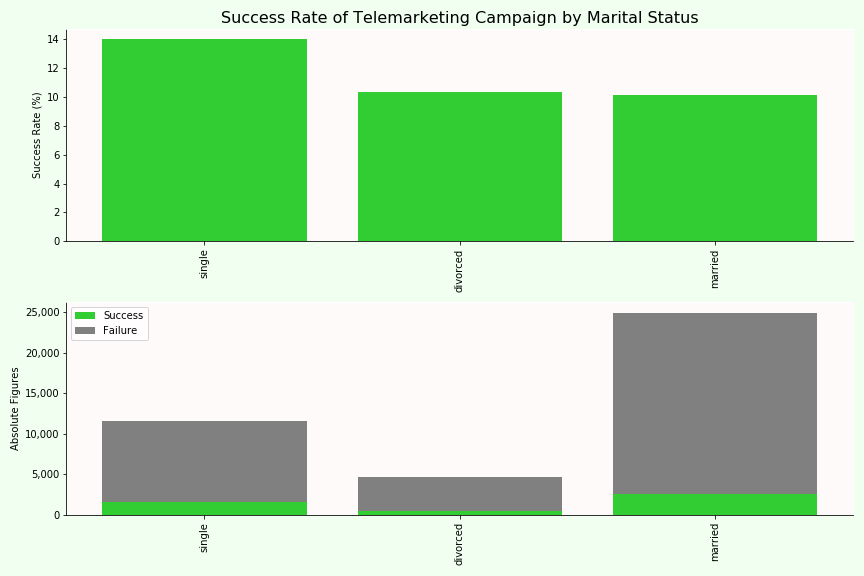 Success Rate of Telemarketing Campaign by Marital Status
Success Rate (%)
14
12
10
8
6
4
2
0
single
divorced
married
Absolute Figures
25,000
20,000
15,000
10,000
5,000
0
Success
Failure
single
divorced
married